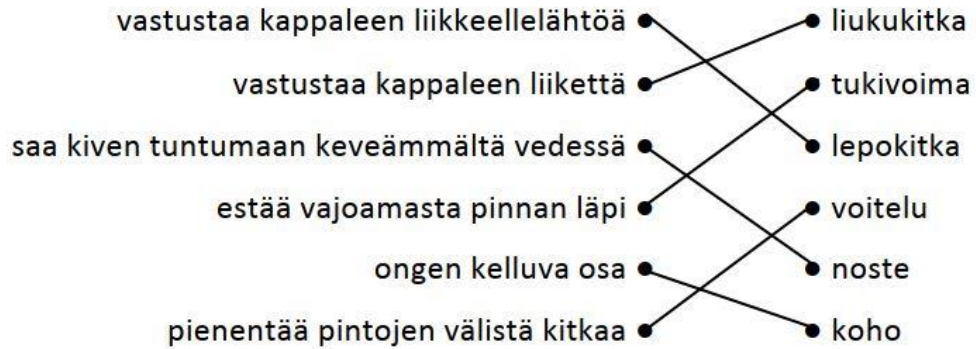 vastustaa kappaleen liikkeellelähtöä liukukitka
vastustaa kappaleen liikettä tukivoima
saa kiven tuntumaan keveämmältä vedessä lepokitka
estää vajoamasta pinnan läpi voitelu
ongen kelluva osa noste
pienentää pintojen välistä kitkaa koho